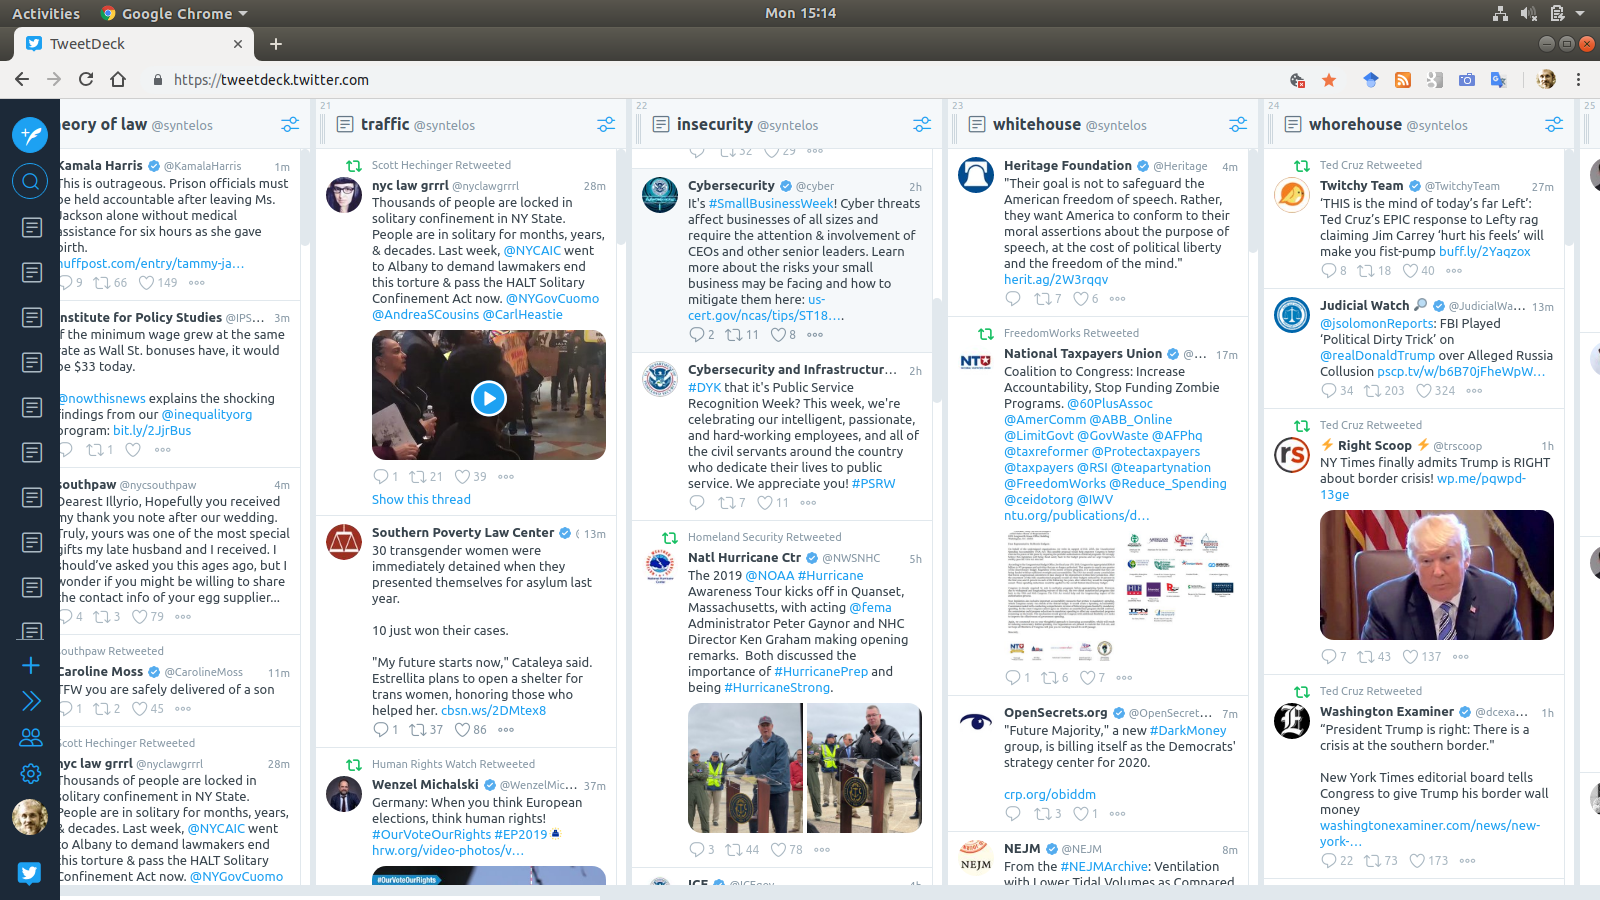 Activities
Google Chrome
Mon 15:14
TweetDeck
https://tweetdeck.twitter.com
eory of law @syntelos
Kamala Harris @KamalaHarris 1m
This is outrageous. Prison officials must
be held accountable after leaving Ms.
Jackson alone without medical
assistance for six hours as she gave
birth.
huffpost.com/entry/tammy-ja…
9 66 149
Institute for Policy Studies @IPS… 3m
If the minimum wage grew at the same
rate as Wall St. bonuses have, it would
be $33 today.
@nowthisnews explains the shocking
findings from our @inequalityorg
program: bit.ly/2JjrBus
1
southpaw @nycsouthpaw 4m
Dearest Illyrio, Hopefully you received
my thank you note after our wedding.
Truly, yours was one of the most special
gifts my late husband and I received. I
should've asked you this ages ago, but I
wonder if you might be willing to share
the contact info of your egg supplier...
4 3 79
southpaw Retweeted
Caroline Moss @CarolineMoss 11m
TFW you are safely delivered of a son
1 2 45
Scott Hechinger Retweeted
nyc law grrrl @nyclawgrrrl 28m
Thousands of people are locked in
solitary confinement in NY State.
People are in solitary for months, years,
& decades. Last week, @NYCAIC went
to Albany to demand lawmakers end
this torture & pass the HALT Solitary
Confinement Act now. @NYGovCuomo
21
traffic @syntelos
Scott Hechinger Retweeted
nyc law grrrl @nyclawgrrrl 28m
Thousands of people are locked in
solitary confinement in NY State.
People are in solitary for months, years,
& decades. Last week, @NYCAIC went
to Albany to demand lawmakers end
this torture & pass the HALT Solitary
Confinement Act now. @NYGovCuomo
@AndreaSCousins @CarlHeastie
1 21 39
Show this thread
Southern Poverty Law Center 13m
30 transgender women were
immediately detained when they
presented themselves for asylum last
year.
10 just won their cases.
"My future starts now," Cataleya said.
Estrellita plans to open a shelter for
trans women, honoring those who
helped her. cbsn.ws/2DMtex8
1 37 86
Human Rights Watch Retweeted
Wenzel Michalski @WenzelMic… 37m
Germany: When you think European
elections, think human rights!
#OurVoteOurRights #EP2019
hrw.org/video-photos/v…
#OurVoteOurRights
22
insecurity @syntelos
32 29
Cybersecurity @cyber 2h
It's #SmallBusinessWeek! Cyber threats
affect businesses of all sizes and
require the attention & involvement of
CEOs and other senior leaders. Learn
more about the risks your small
business may be facing and how to
mitigate them here: us-
cert.gov/ncas/tips/ST18….
2 11 8
Cybersecurity and Infrastructur… 2h
#DYK that it's Public Service
Recognition Week? This week, we're
celebrating our intelligent, passionate,
and hard-working employees, and all of
the civil servants around the country
who dedicate their lives to public
service. We appreciate you! #PSRW
7 11
Homeland Security Retweeted
Natl Hurricane Ctr @NWSNHC 5h
The 2019 @NOAA #Hurricane
Awareness Tour kicks off in Quanset,
Massachusetts, with acting @fema
Administrator Peter Gaynor and NHC
Director Ken Graham making opening
remarks. Both discussed the
importance of #HurricanePrep and
being #HurricaneStrong.
3 44 78
ICE @ICEgov
23
whitehouse @syntelos
Heritage Foundation @Heritage 4m
"Their goal is not to safeguard the
American freedom of speech. Rather,
they want America to conform to their
moral assertions about the purpose of
speech, at the cost of political liberty
and the freedom of the mind."
herit.ag/2W3rqqv
7 6
FreedomWorks Retweeted
National Taxpayers Union @… 17m
Coalition to Congress: Increase
Accountability, Stop Funding Zombie
Programs. @60PlusAssoc
@AmerComm @ABB_Online
@LimitGovt @GovWaste @AFPhq
@taxreformer @Protectaxpayers
@taxpayers @RSI @teapartynation
@FreedomWorks @Reduce_Spending
@ceidotorg @IWV
ntu.org/publications/d…
1 6 7
OpenSecrets.org @OpenSecret… 7m
"Future Majority," a new #DarkMoney
group, is billing itself as the Democrats'
strategy center for 2020.
crp.org/obiddm
3 1
NEJM
NEJM @NEJM 8m
From the #NEJMArchive: Ventilation
with Lower Tidal Volumes as Compared
24
whorehouse @syntelos
Ted Cruz Retweeted
Twitchy Team @TwitchyTeam 27m
'THIS is the mind of today's far Left':
Ted Cruz's EPIC response to Lefty rag
claiming Jim Carrey 'hurt his feels' will
make you fist-pump buff.ly/2Yaqzox
8 18 40
Judicial Watch @JudicialWa… 13m
@jsolomonReports: FBI Played
'Political Dirty Trick' on
@realDonaldTrump over Alleged Russia
Collusion pscp.tv/w/b6B70jFheWpW…
34 203 324
Ted Cruz Retweeted
rs
Right Scoop @trscoop 1h
NY Times finally admits Trump is RIGHT
about border crisis! wp.me/pqwpd-
13ge
7 43 137
Ted Cruz Retweeted
Washington Examiner @dcexa… 1h
"President Trump is right: There is a
crisis at the southern border."
New York Times editorial board tells
Congress to give Trump his border wall
money
washingtonexaminer.com/news/new-
york-…
22 73 173
25